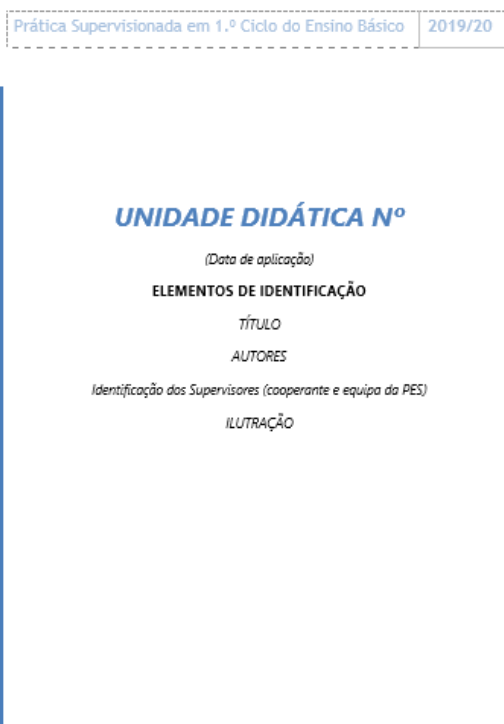 Prática Supervisionada em 1.º Ciclo do Ensino Básico 2019/20
UNIDADE DIDÁTICA Nº
(Data de aplicação)
ELEMENTOS DE IDENTIFICAÇÃO
TÍTULO
AUTORES
Identificação dos Supervisores (cooperante e equipa da PES)
ILUTRAÇÃO